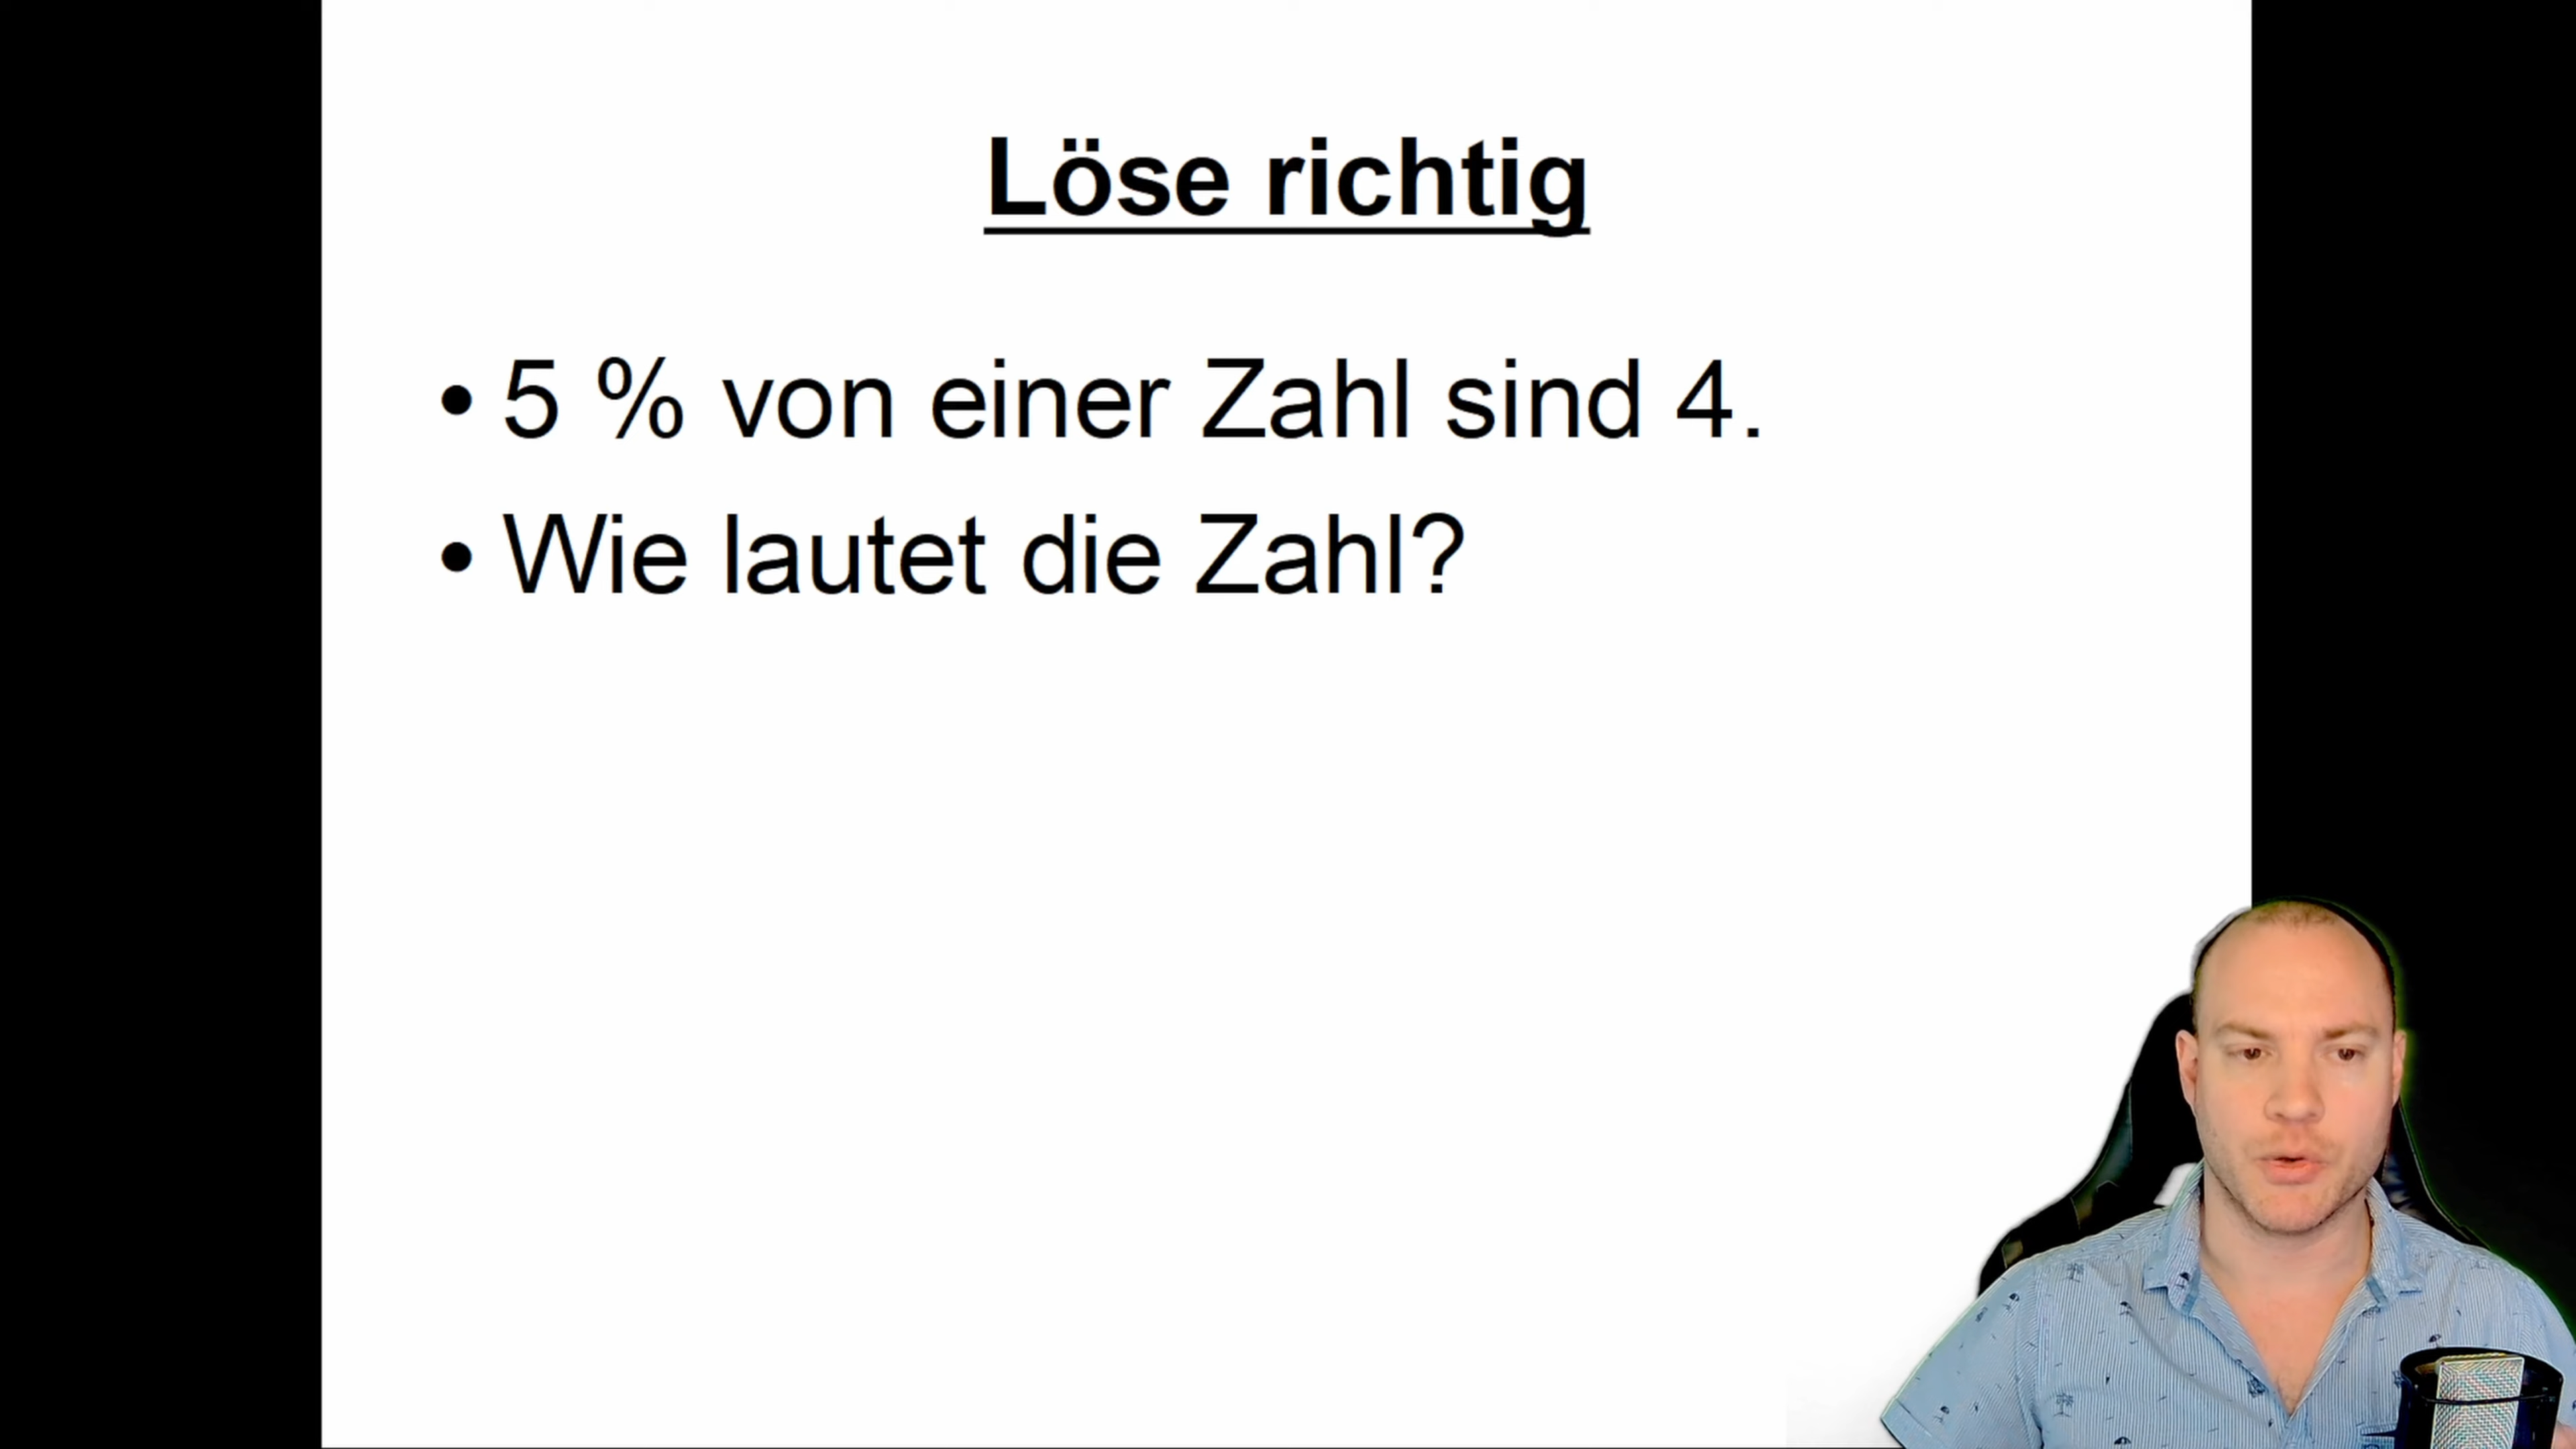 Löse richtig
• 5 % von einer Zahl sind 4.
• Wie lautet die Zahl?